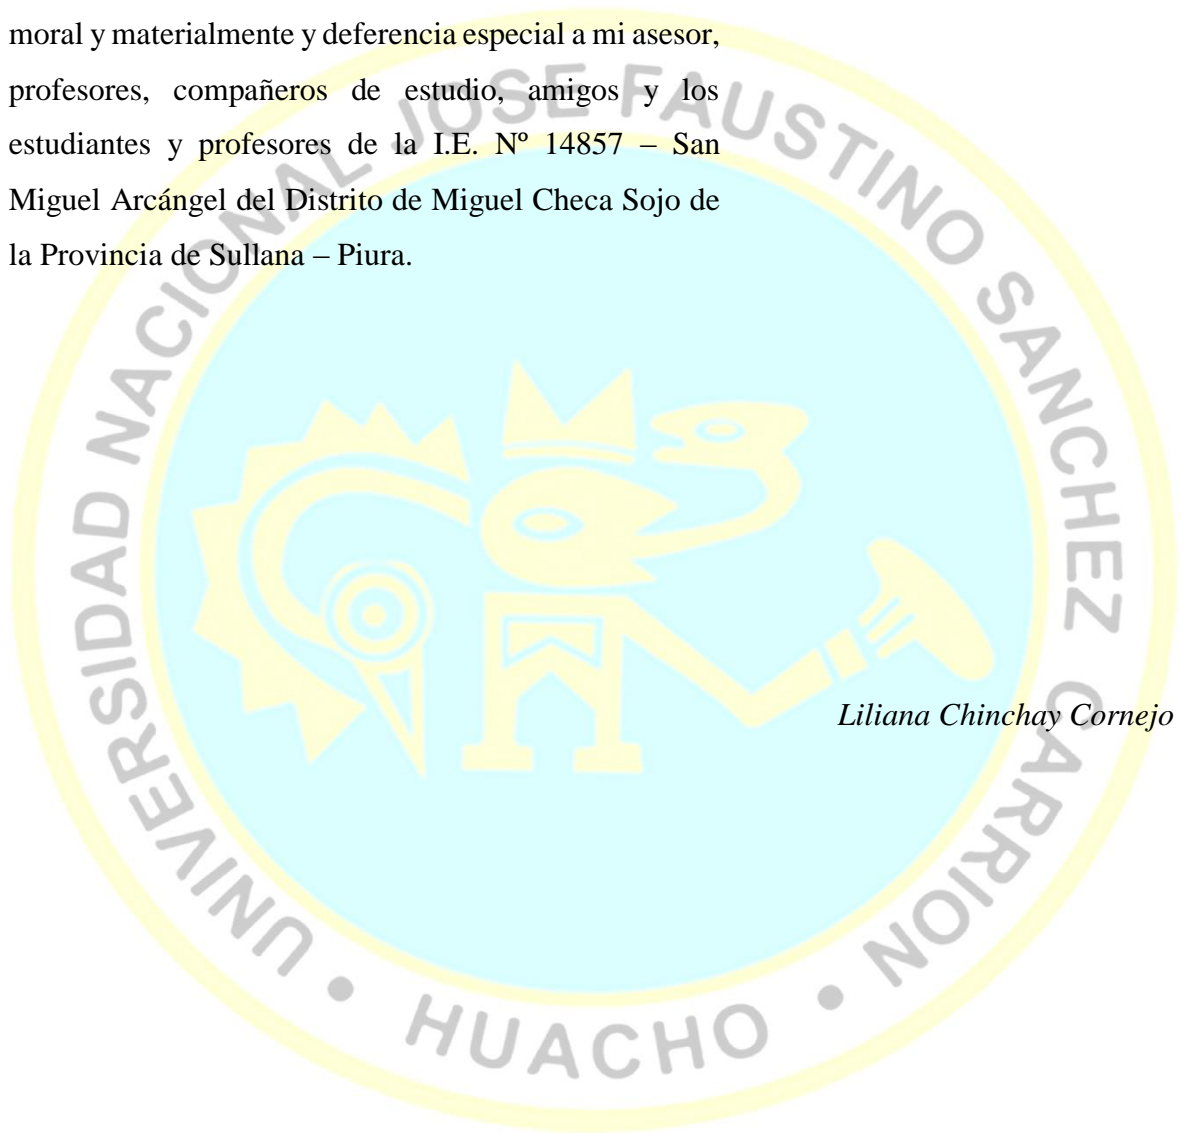 moral y materialmente y deferencia especial a mi asesor,
profesores, compañeros de estudio, amigos y los
estudiantes y profesores de la I.E. Nº 14857 – San
Miguel Arcángel del Distrito de Miguel Checa Sojo de
la Provincia de Sullana – Piura.
Liliana Chinchay Cornejo
UNIVERSIDAD NACIONAL JOSE FAUSTINO SANCHEZ CARRION • HUACHO •